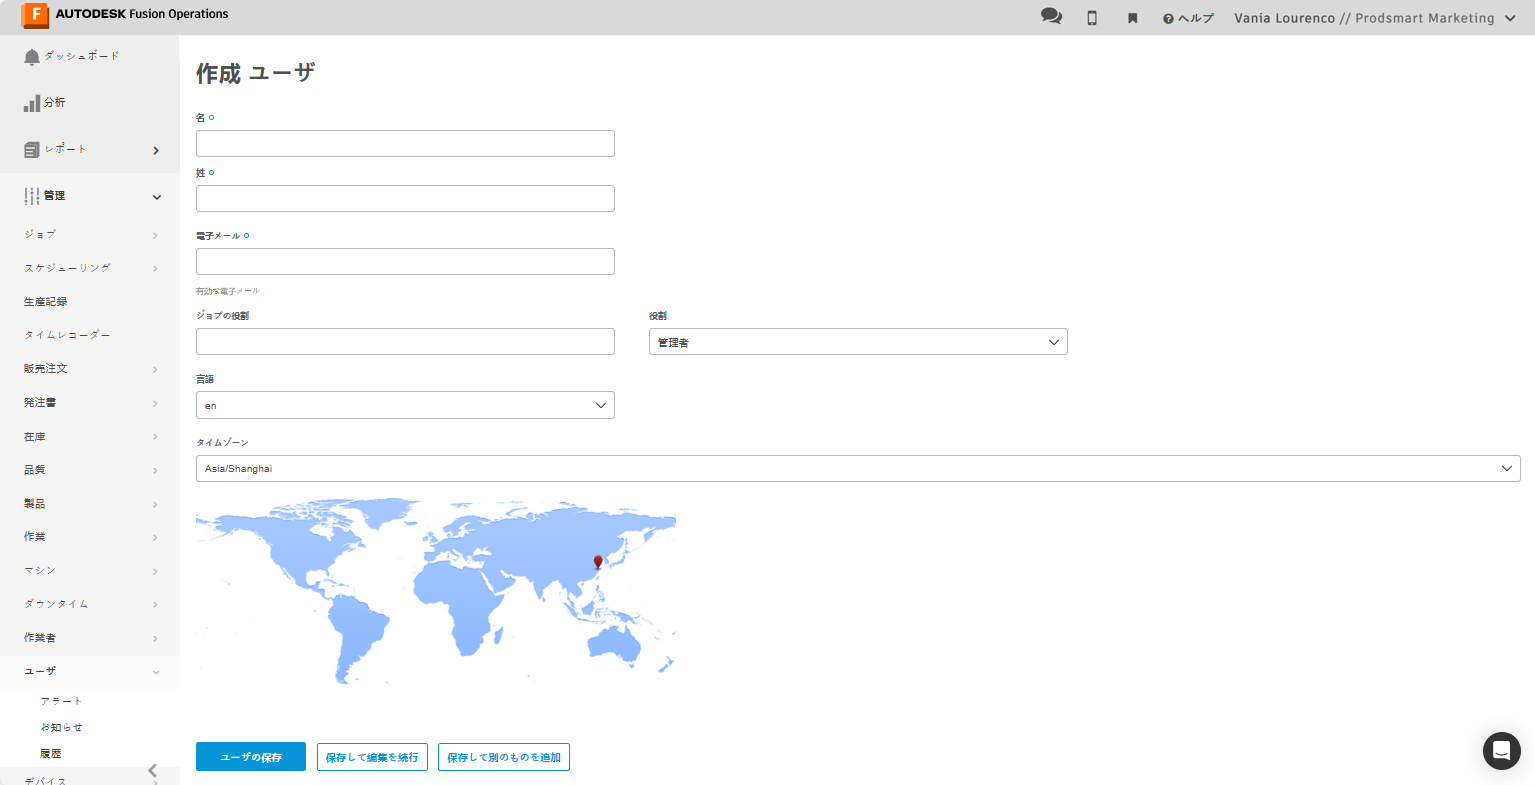 AUTODESK Fusion Operations
ヘルプ
Vania Lourenco // Prodsmart Marketing
ダッシュボード
分析
レポート
管理
ジョブ
スケジューリング
生産記録
タイムレコーダー
販売注文
発注書
在庫
品質
製品
作業
マシン
ダウンタイム
作業者
ユーザ
アラート
お知らせ
履歴
デバイス
作成 ユーザ
名
姓
電子メール
有効な電子メール
ジョブの役割
役割
管理者
言語
en
タイムゾーン
Asia/Shanghai
ユーザの保存
保存して編集を続行
保存して別のものを追加